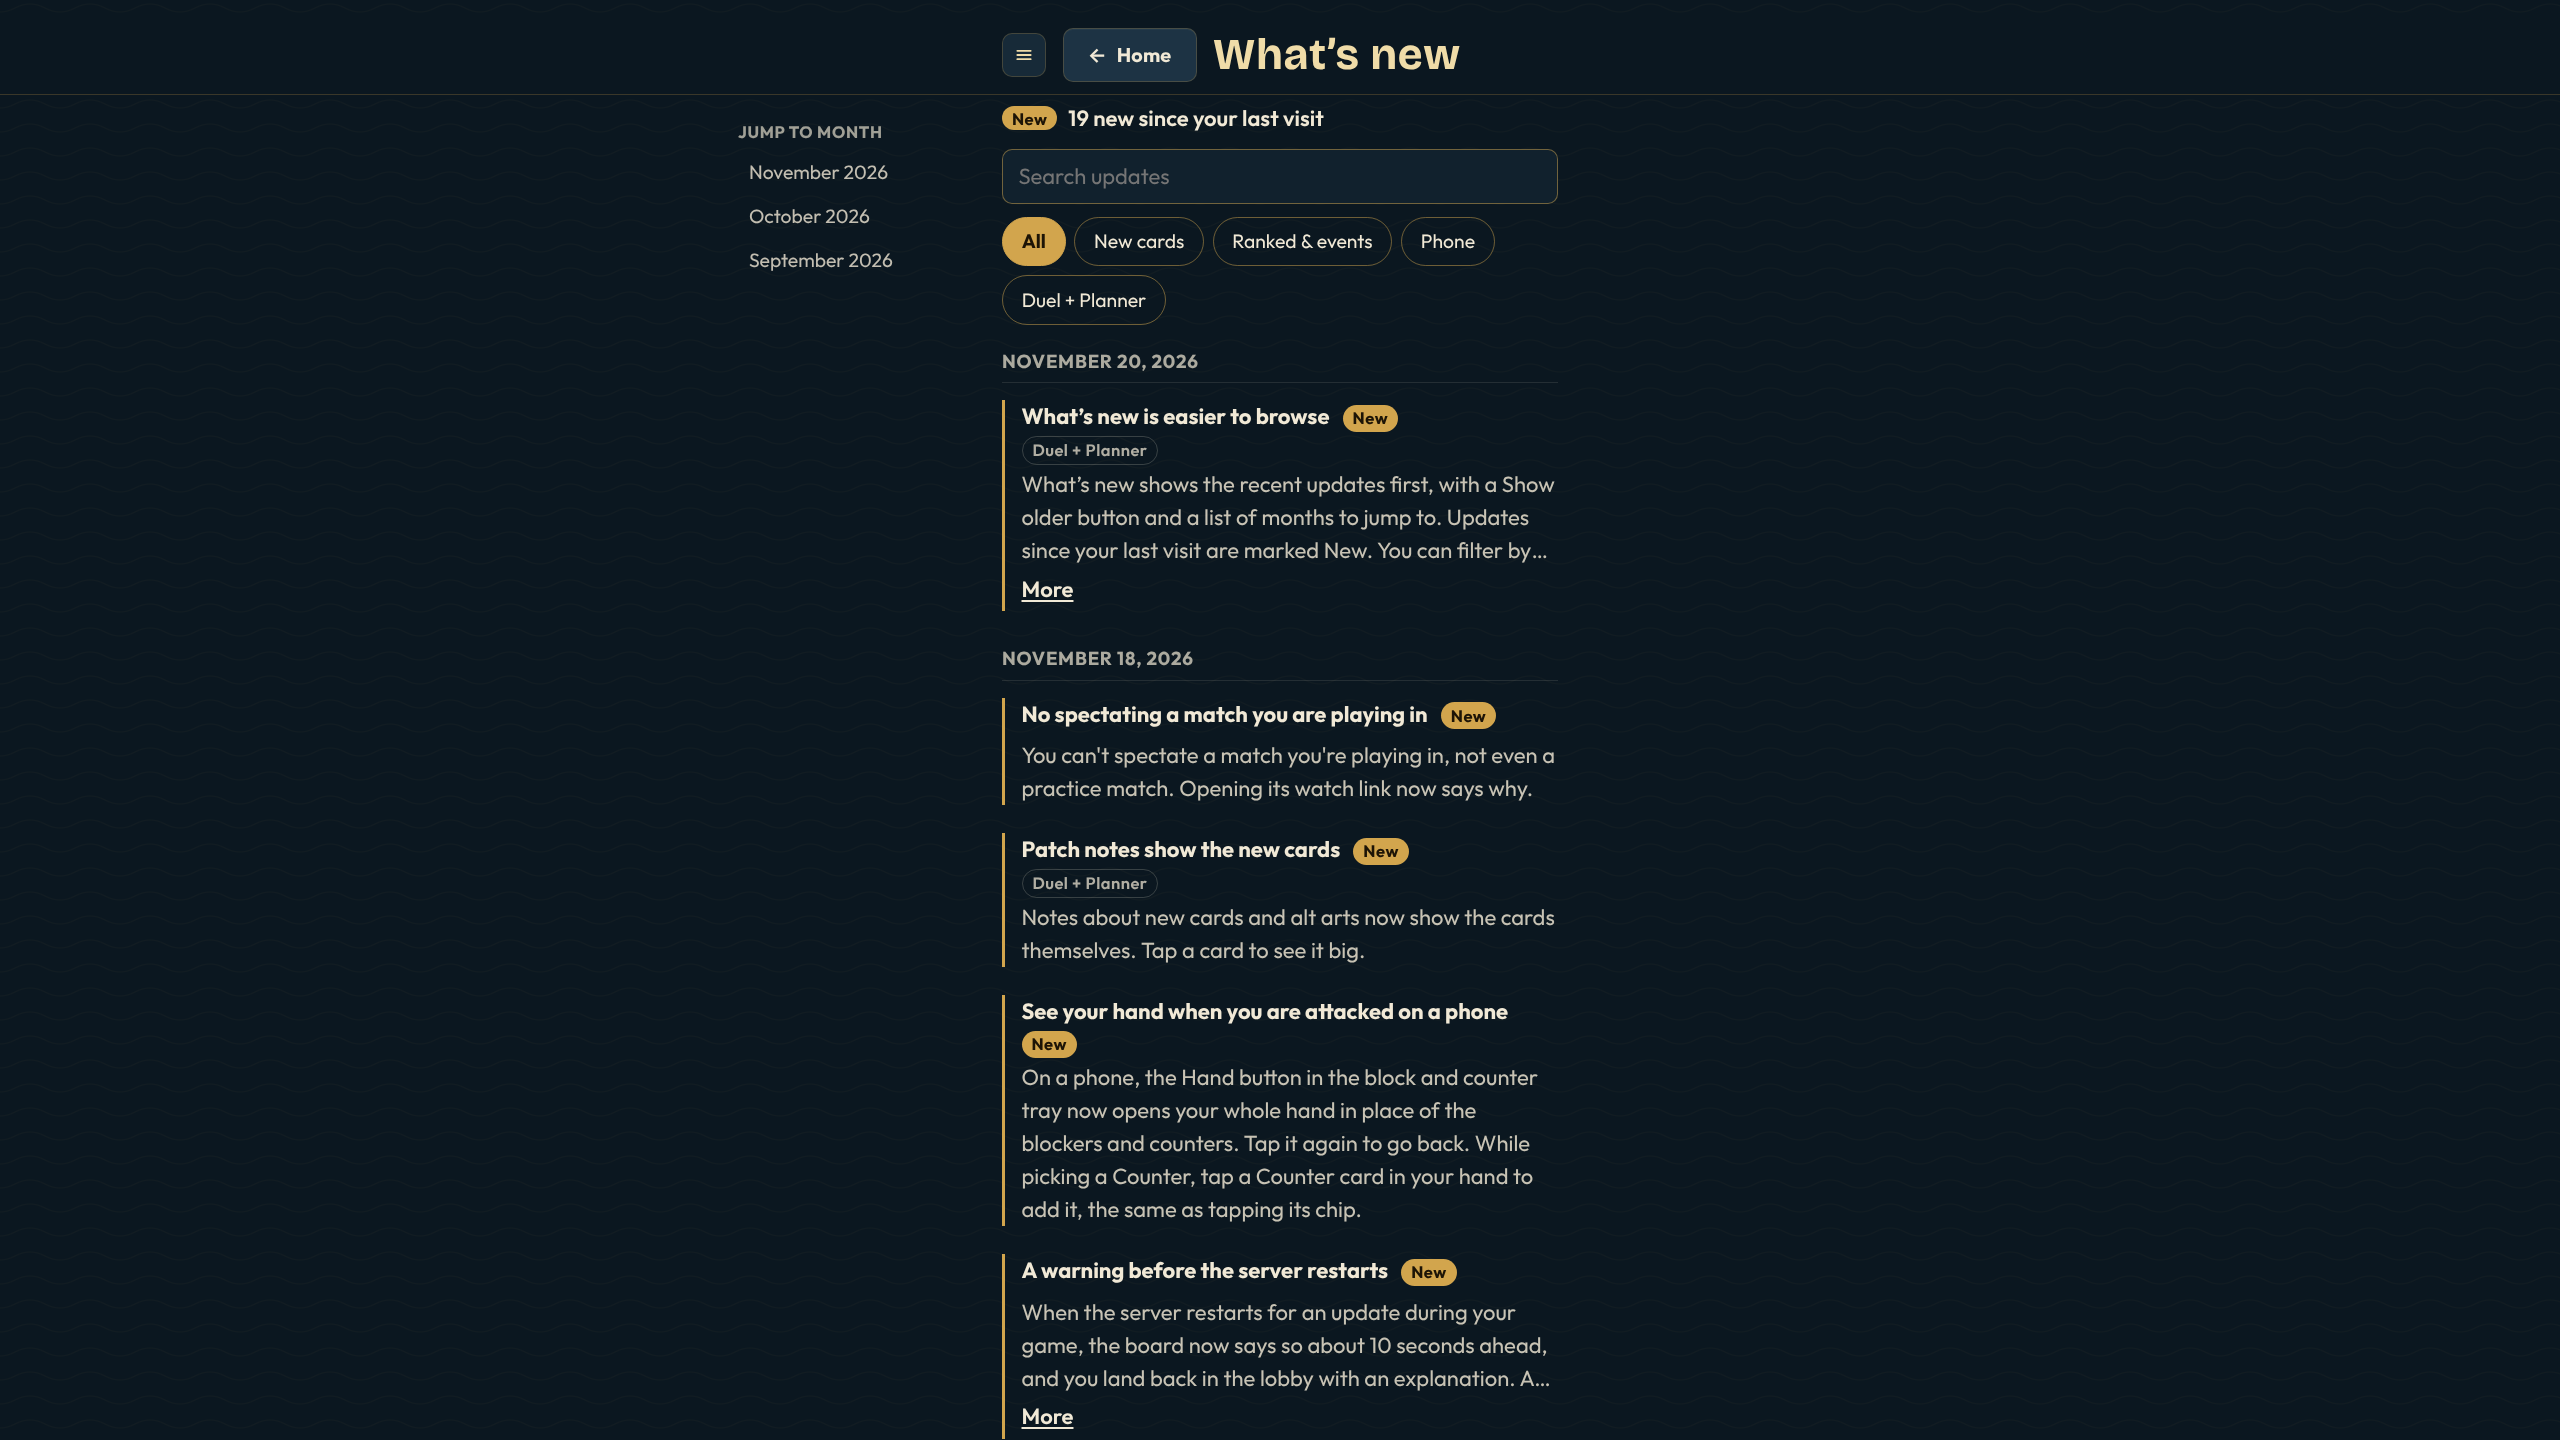 ← Home
What’s new
JUMP TO MONTH
November 2026
October 2026
September 2026
New 19 new since your last visit
Search updates
All New cards Ranked & events Phone
Duel + Planner
NOVEMBER 20, 2026
What’s new is easier to browse New
Duel + Planner
What’s new shows the recent updates first, with a Show
older button and a list of months to jump to. Updates
since your last visit are marked New. You can filter by…
More
NOVEMBER 18, 2026
No spectating a match you are playing in New
You can't spectate a match you're playing in, not even a
practice match. Opening its watch link now says why.
Patch notes show the new cards New
Duel + Planner
Notes about new cards and alt arts now show the cards
themselves. Tap a card to see it big.
See your hand when you are attacked on a phone
New
On a phone, the Hand button in the block and counter
tray now opens your whole hand in place of the
blockers and counters. Tap it again to go back. While
picking a Counter, tap a Counter card in your hand to
add it, the same as tapping its chip.
A warning before the server restarts New
When the server restarts for an update during your
game, the board now says so about 10 seconds ahead,
and you land back in the lobby with an explanation. A…
More